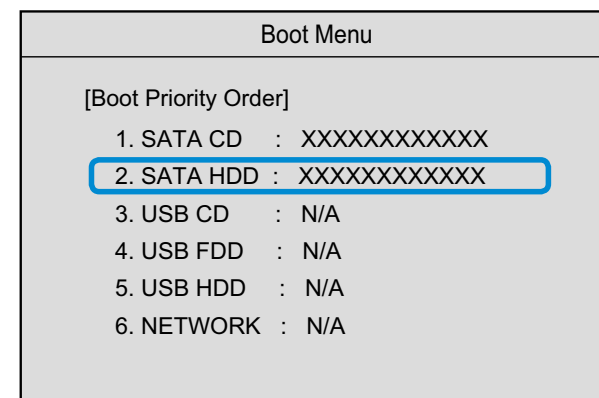 Boot Menu
[Boot Priority Order]
1. SATA CD : XXXXXXXXXXXX
2. SATA HDD : XXXXXXXXXXXX
3. USB CD : N/A
4. USB FDD : N/A
5. USB HDD : N/A
6. NETWORK : N/A